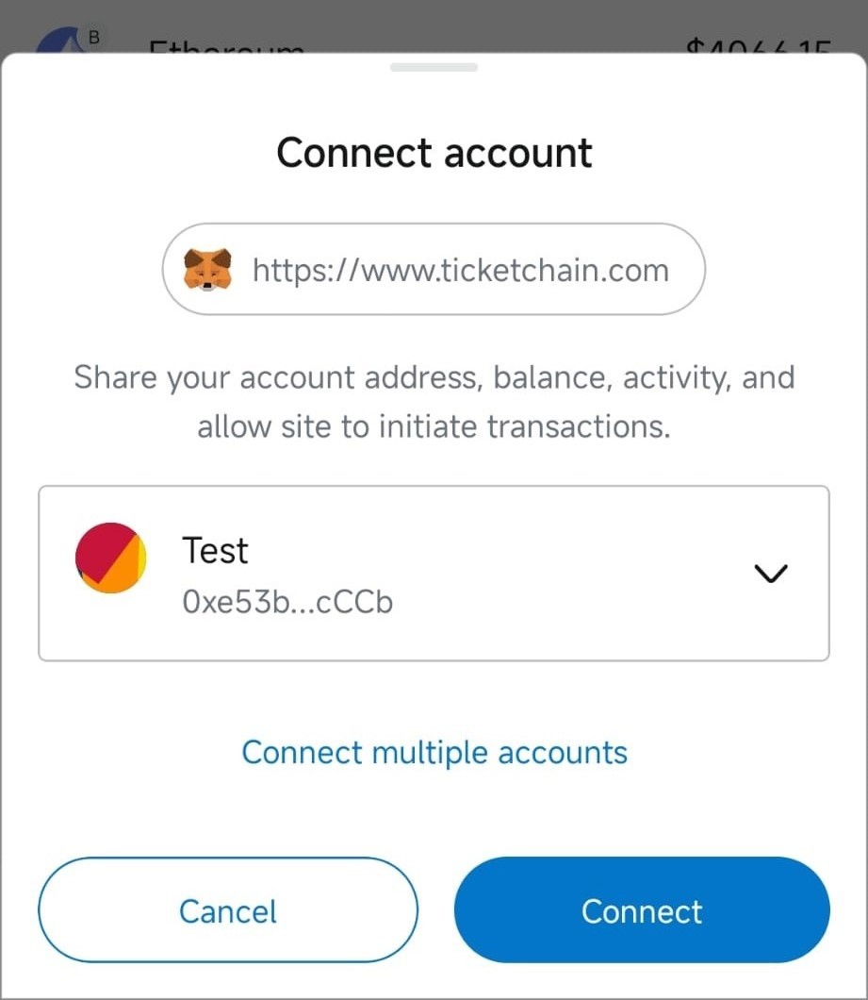 B
Ethereum
Connect account
https://www.ticketchain.com
Share your account address, balance, activity, and
allow site to initiate transactions.
Test
0xe53b...cCCb
Connect multiple accounts
Cancel
Connect